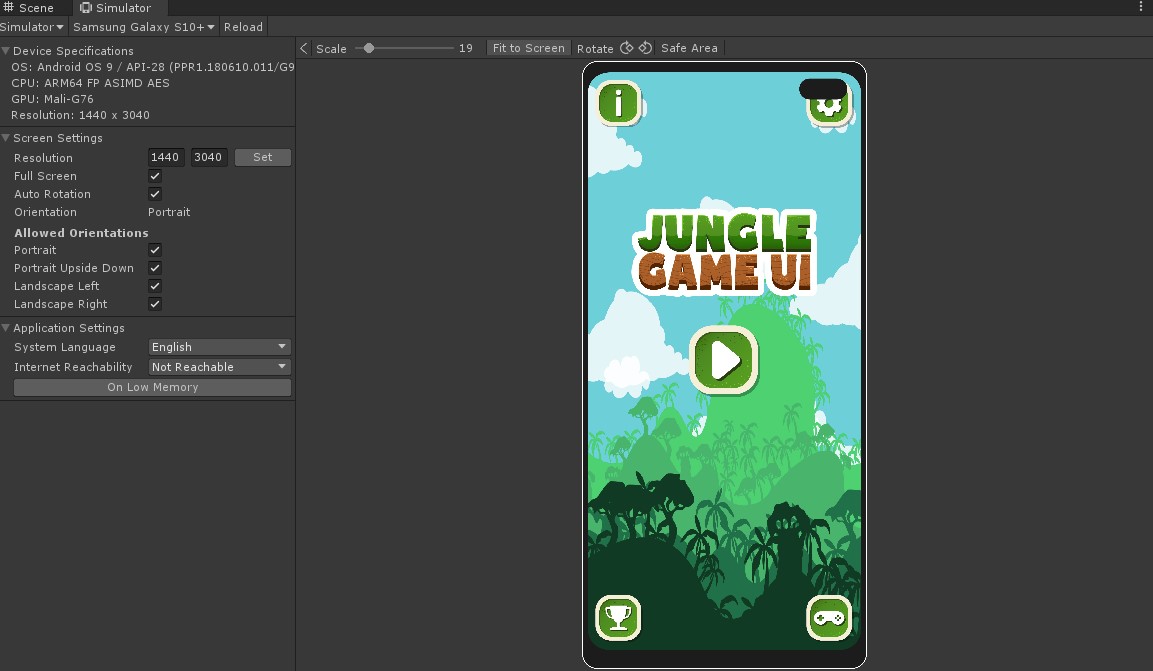 Scene Simulator
Simulator Samsung Galaxy S10+ Reload
Scale 19 Fit to Screen Rotate Safe Area
Device Specifications
OS: Android OS 9 / API-28 (PPR1.180610.011/G9
CPU: ARM64 FP ASIMD AES
GPU: Mali-G76
Resolution: 1440 x 3040
Screen Settings
Resolution 1440 3040 Set
Full Screen
Auto Rotation
Orientation Portrait
Allowed Orientations
Portrait
Portrait Upside Down
Landscape Left
Landscape Right
Application Settings
System Language English
Internet Reachability Not Reachable
On Low Memory
i
JUNGLE
GAME UI